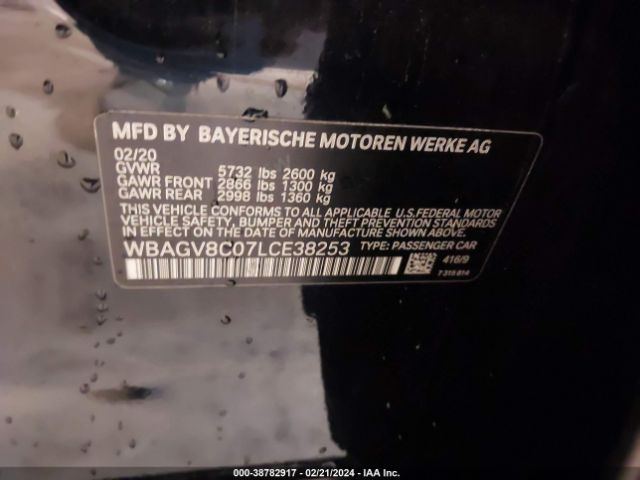 MFD BY BAYERISCHE MOTOREN WERKE AG
02/20
GVWR 5732 lbs 2600 kg
GAWR FRONT 2866 lbs 1300 kg
GAWR REAR 2998 lbs 1360 kg
THIS VEHICLE CONFORMS TO ALL APPLICABLE U.S.FEDERAL MOTOR
VEHICLE SAFETY, BUMPER, AND THEFT PREVENTION STANDARDS
IN EFFECT ON THE DATE OF MANUFACTURE SHOWN ABOVE.
WBAGV8C07LCE38253 TYPE: PASSENGER CAR
416/9
7 315 614
000-38782917 - 02/21/2024 - IAA Inc.